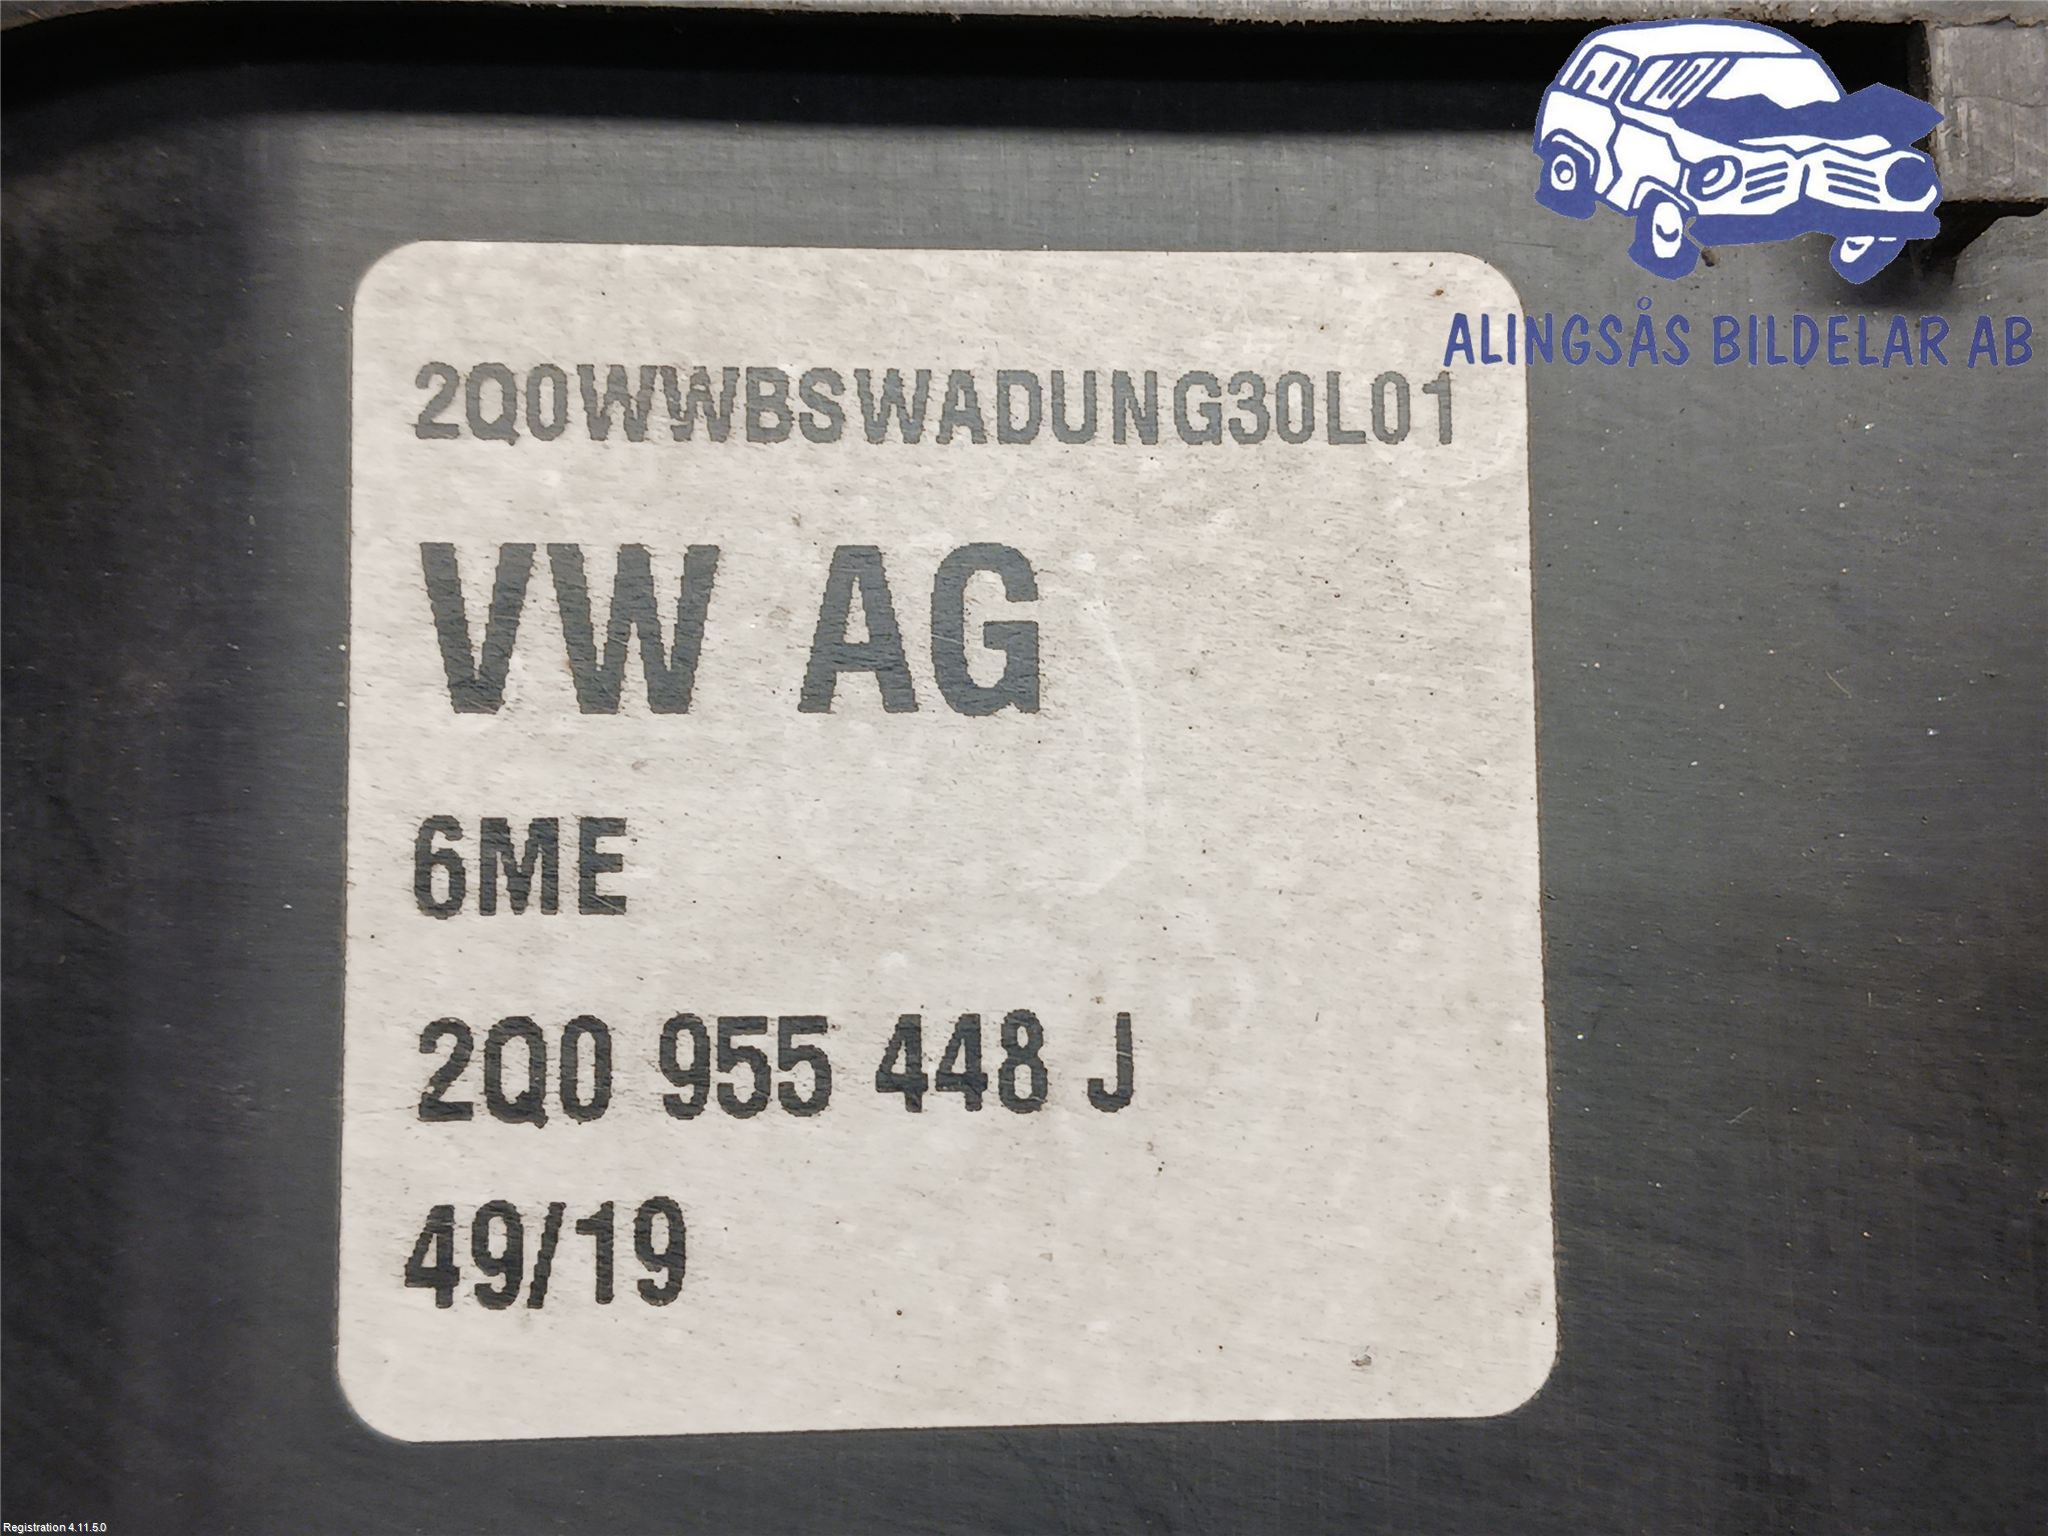 ALINGSÅS BILDELAR AB
2Q0WWBSWADUNG30L01
VW AG
6ME
2Q0 955 448 J
49/19
Registration 4.11.5.0